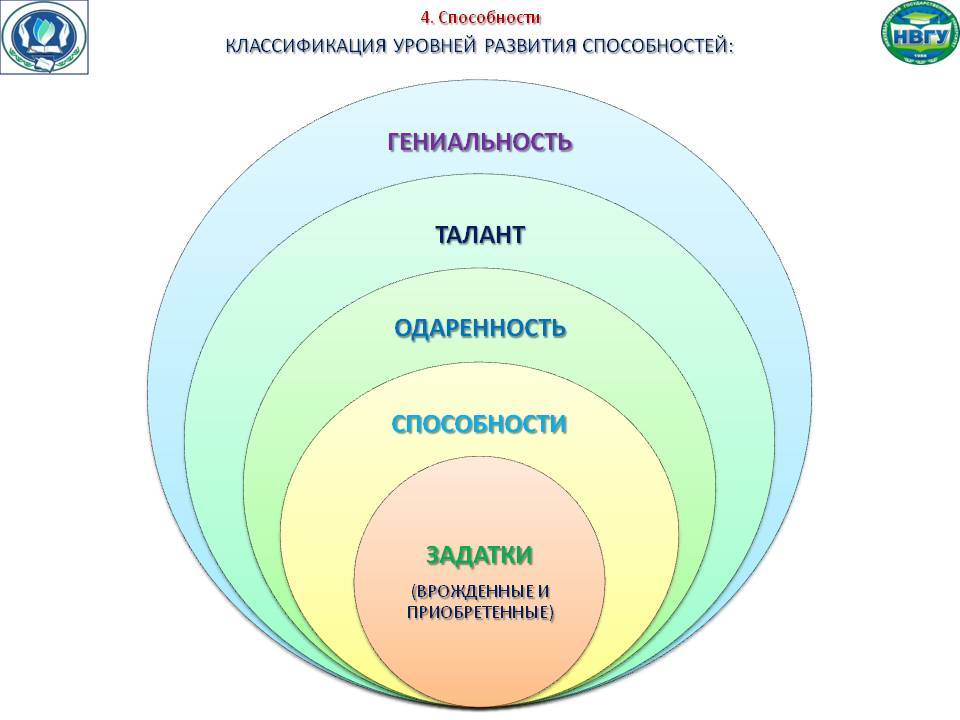 4. Способности
КЛАССИФИКАЦИЯ УРОВНЕЙ РАЗВИТИЯ СПОСОБНОСТЕЙ:
НВГУ
ГЕНИАЛЬНОСТЬ
ТАЛАНТ
ОДАРЕННОСТЬ
СПОСОБНОСТИ
ЗАДАТКИ
(ВРОЖДЕННЫЕ И
ПРИОБРЕТЕННЫЕ)